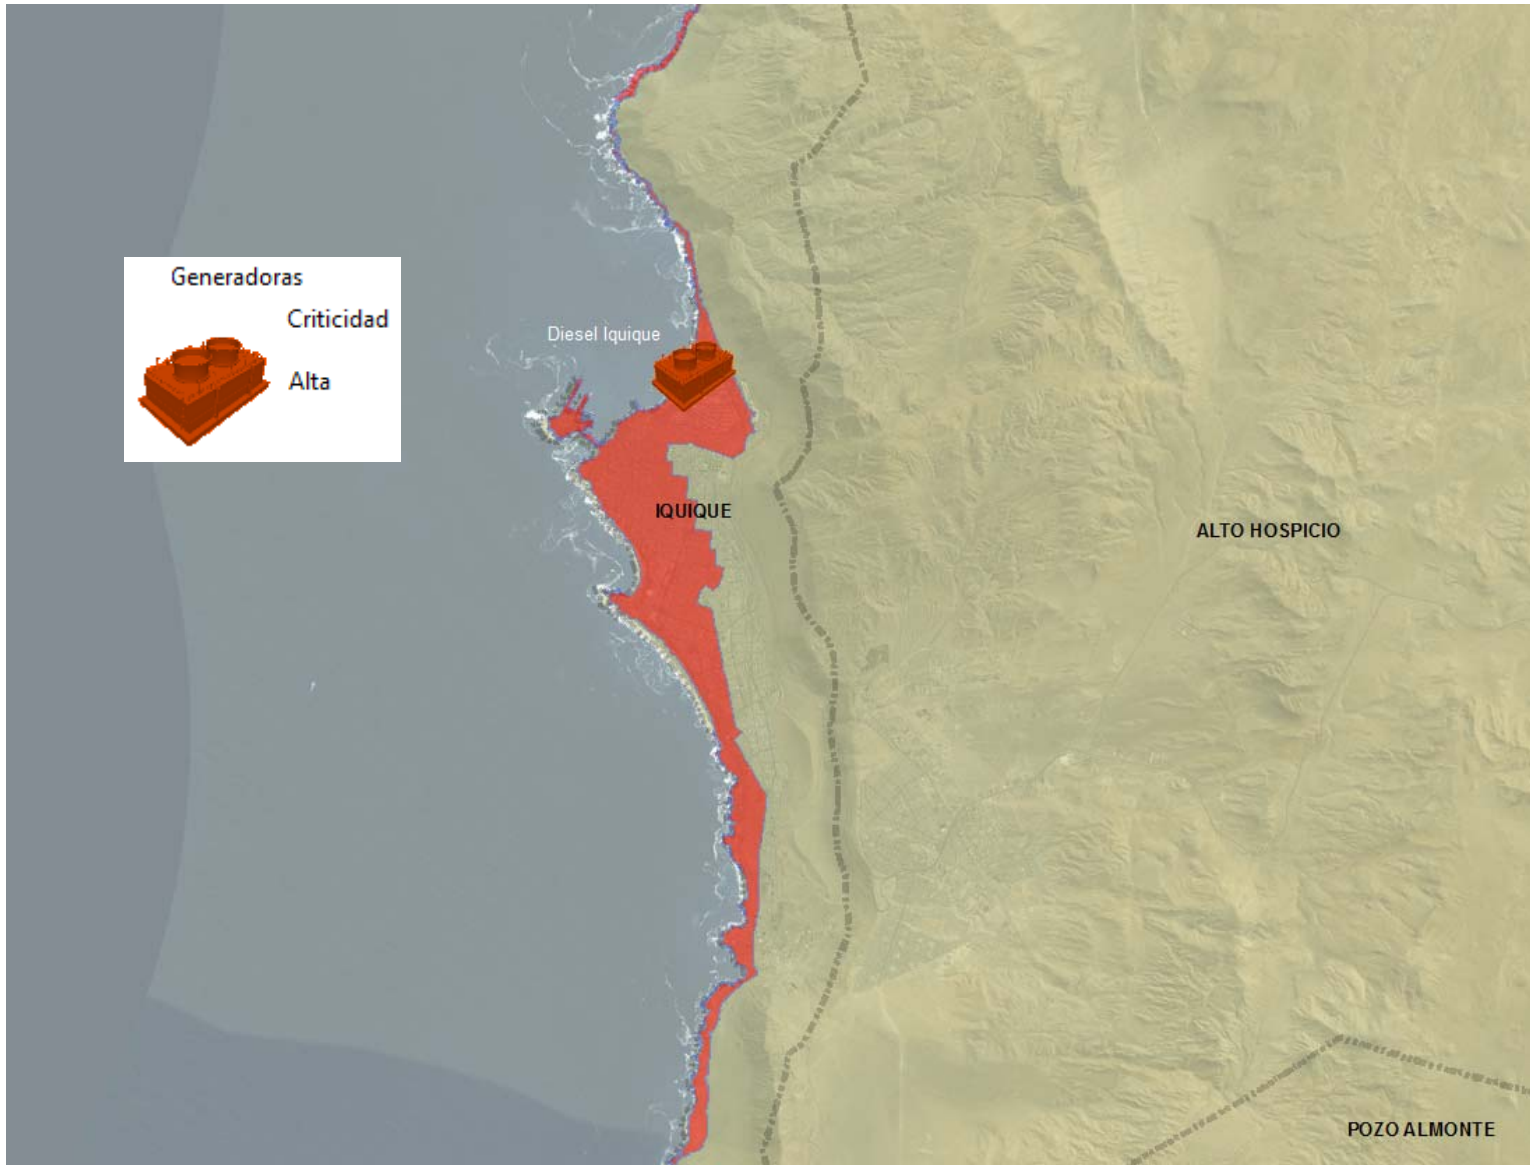 Generadoras
Criticidad
Alta
Diesel Iquique
IQUIQUE
ALTO HOSPICIO
POZO ALMONTE